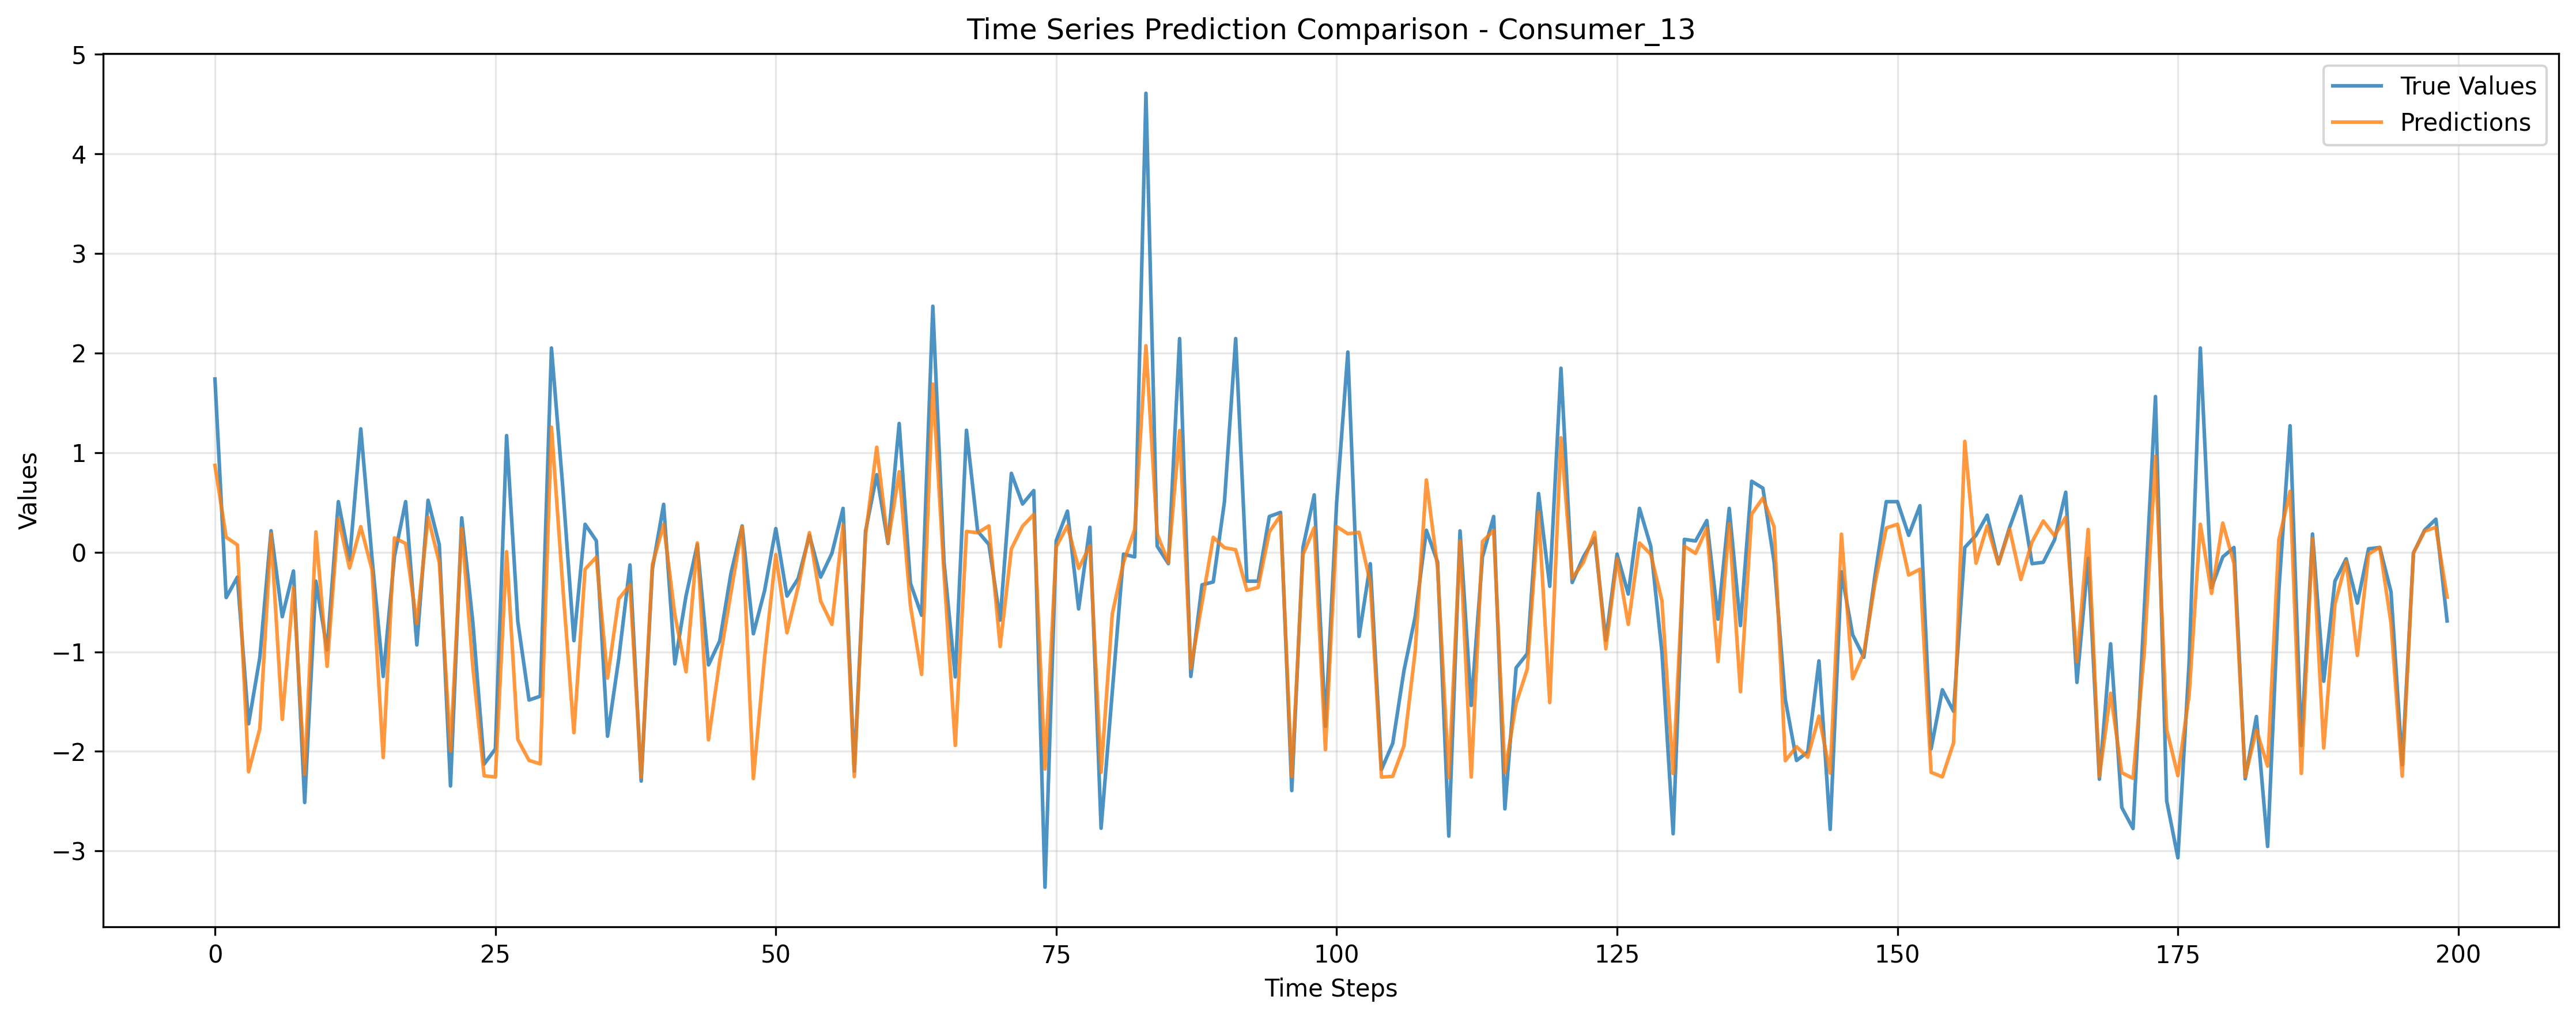 Time Series Prediction Comparison - Consumer_13
True Values
Predictions
Values
5
4
3
2
1
0
−1
−2
−3
0 25 50 75 100 125 150 175 200
Time Steps